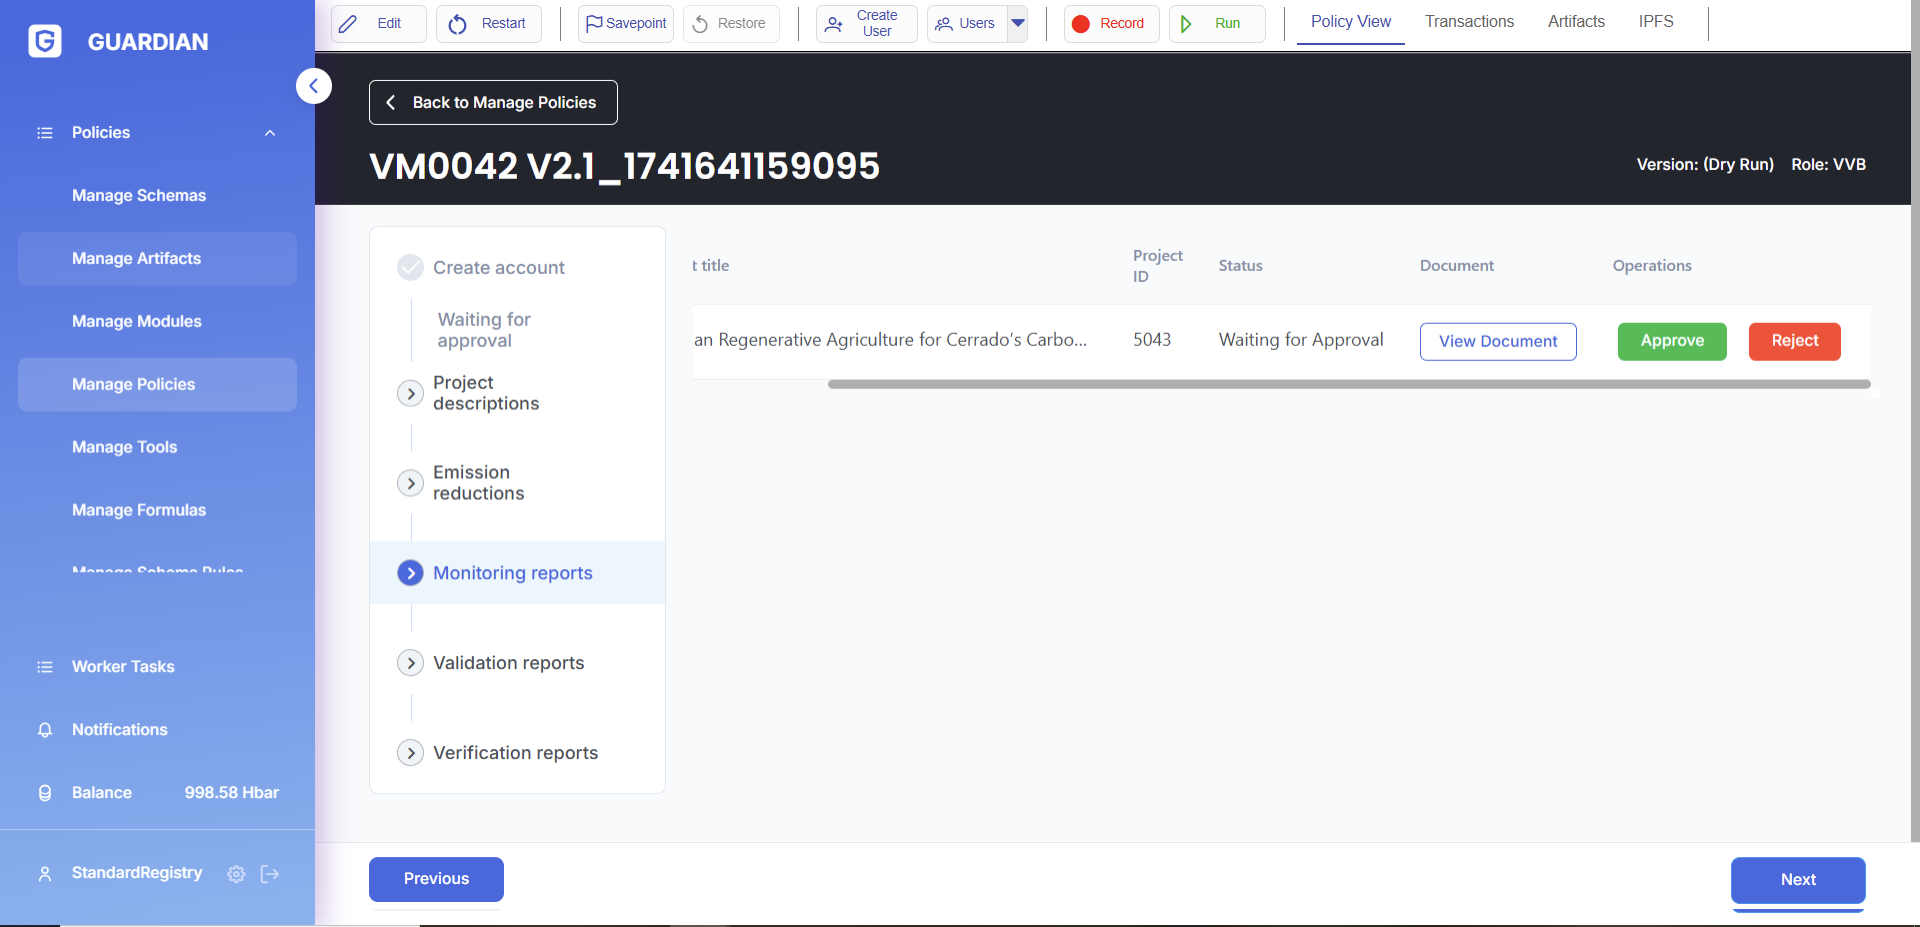 GUARDIAN
Policies
Manage Schemas
Manage Artifacts
Manage Modules
Manage Policies
Manage Tools
Manage Formulas
Manage Schema Rules
Worker Tasks
Notifications
Balance 998.58 Hbar
StandardRegistry
Edit Restart Savepoint Restore Create User Users Record Run Policy View Transactions Artifacts IPFS
Back to Manage Policies
VM0042 V2.1_1741641159095
Version: (Dry Run) Role: VVB
Create account
Waiting for
approval
Project
descriptions
Emission
reductions
Monitoring reports
Validation reports
Verification reports
t title Project ID Status Document Operations
an Regenerative Agriculture for Cerrado’s Carbo... 5043 Waiting for Approval View Document Approve Reject
Previous Next